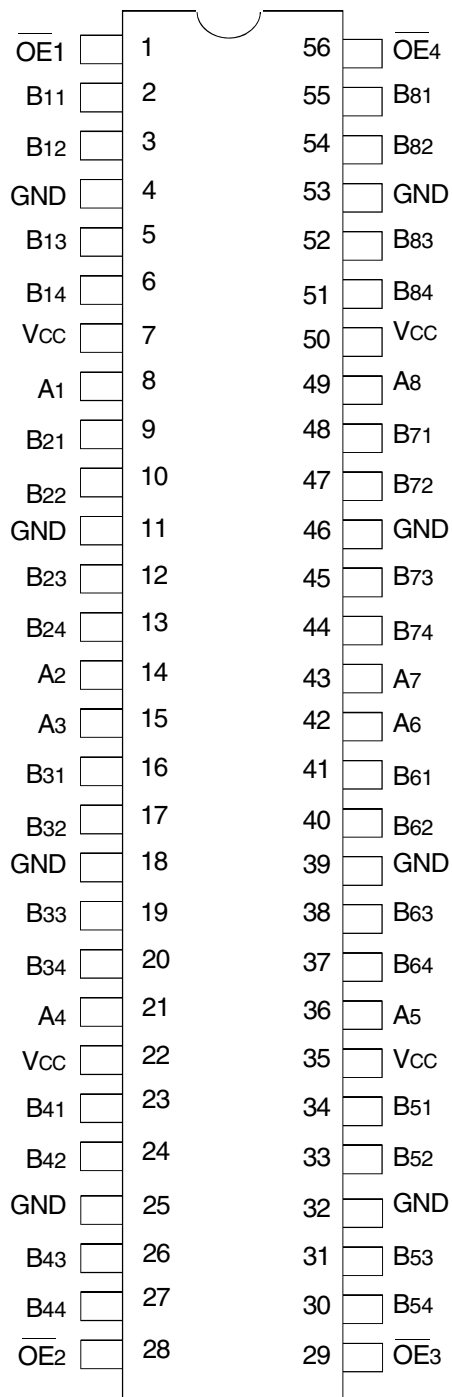 OE1 1 56 OE4
B11 2 55 B81
B12 3 54 B82
GND 4 53 GND
B13 5 52 B83
B14 6 51 B84
VCC 7 50 VCC
A1 8 49 A8
B21 9 48 B71
B22 10 47 B72
GND 11 46 GND
B23 12 45 B73
B24 13 44 B74
A2 14 43 A7
A3 15 42 A6
B31 16 41 B61
B32 17 40 B62
GND 18 39 GND
B33 19 38 B63
B34 20 37 B64
A4 21 36 A5
VCC 22 35 VCC
B41 23 34 B51
B42 24 33 B52
GND 25 32 GND
B43 26 31 B53
B44 27 30 B54
OE2 28 29 OE3